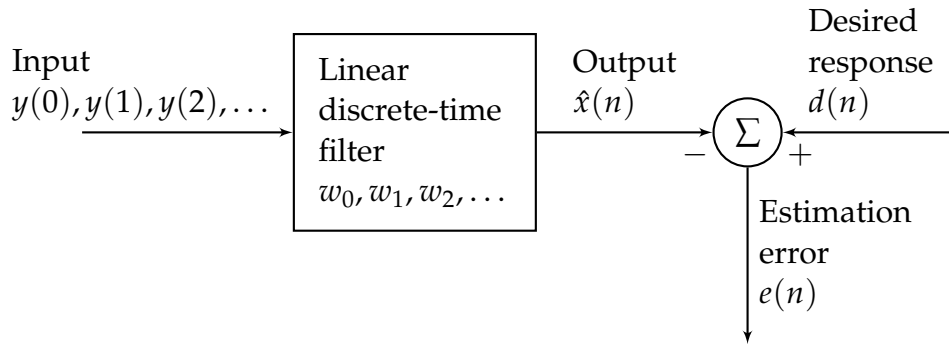 Input
y(0), y(1), y(2), ...
Linear
discrete-time
filter
w₀, w₁, w₂, ...
Output
x̂(n)
Desired
response
d(n)
−
Σ
+
Estimation
error
e(n)